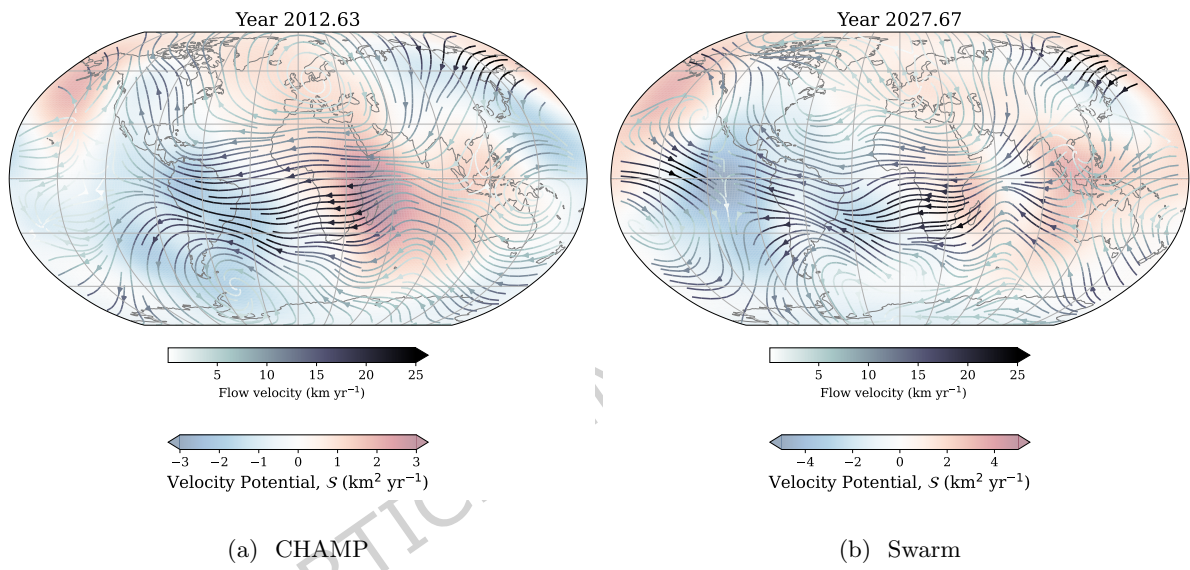 Year 2012.63
5 10 15 20 25
Flow velocity (km yr⁻¹)
−3 −2 −1 0 1 2 3
Velocity Potential, S (km² yr⁻¹)
(a) CHAMP
Year 2027.67
5 10 15 20 25
Flow velocity (km yr⁻¹)
−4 −2 0 2 4
Velocity Potential, S (km² yr⁻¹)
(b) Swarm